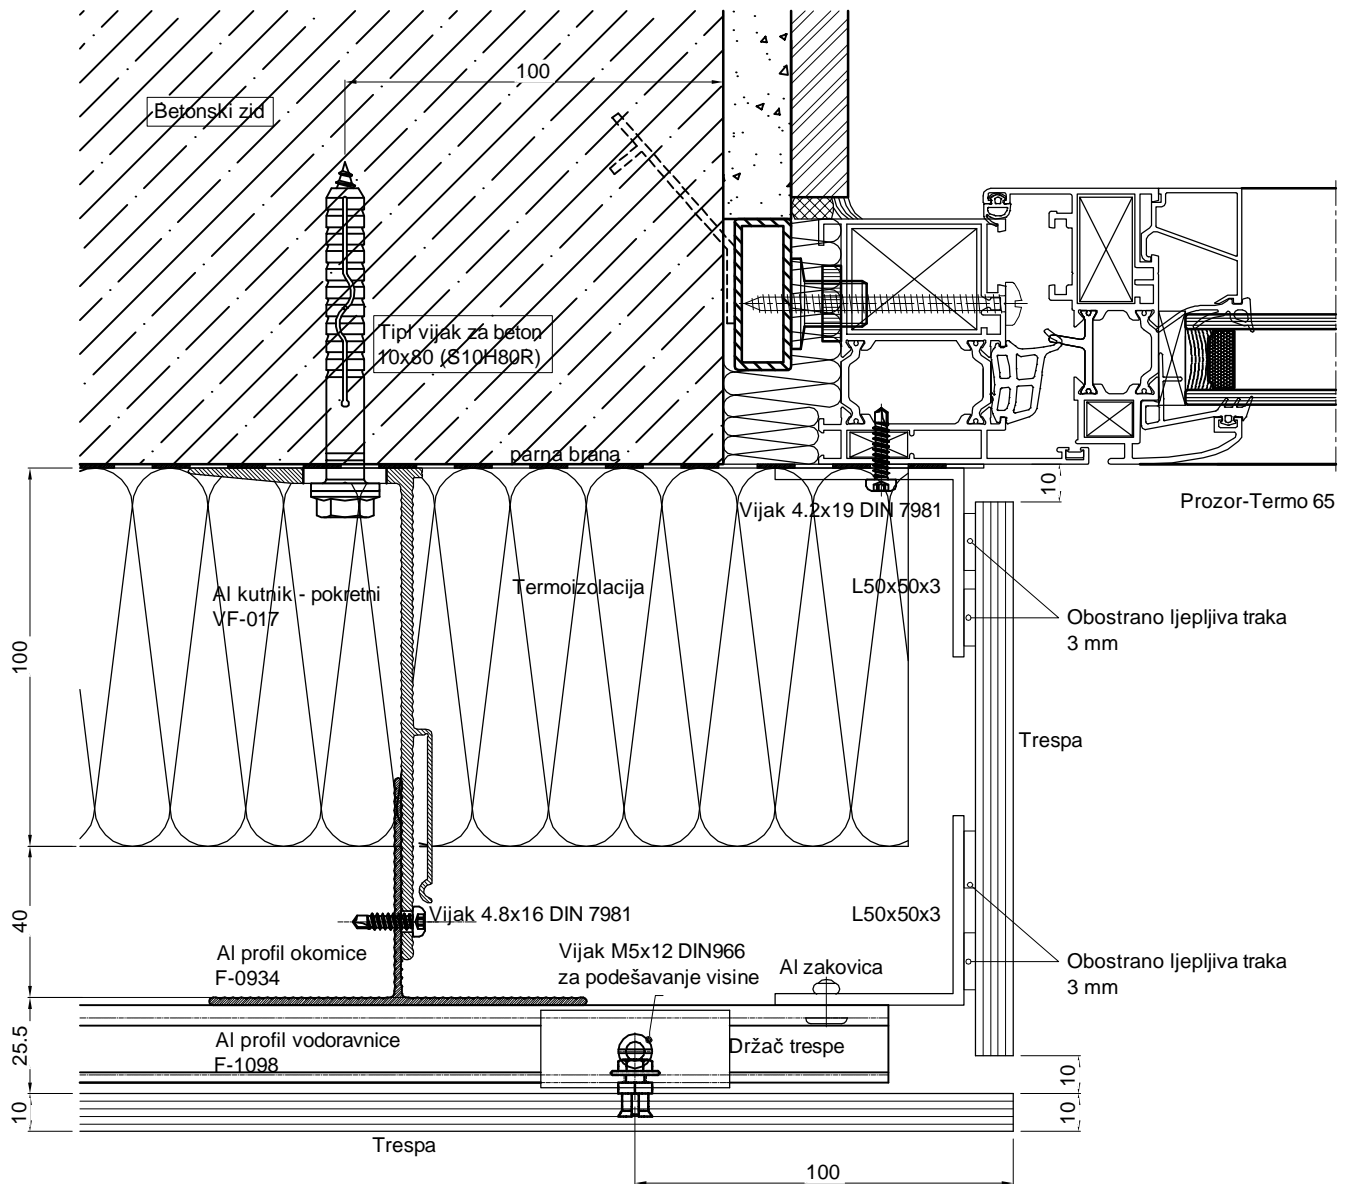 100
Betonski zid
Tipl vijak za beton
10x80 (S10H80R)
parna brana
10
Vijak 4.2x19 DIN 7981
Prozor-Termo 65
Al kutnik - pokretni
VF-017
Termoizolacija
L50x50x3
Obostrano ljepljiva traka
3 mm
100
Trespa
40
Vijak 4.8x16 DIN 7981
L50x50x3
Al profil okomice
F-0934
Vijak M5x12 DIN966
za podešavanje visine
Al zakovica
Obostrano ljepljiva traka
3 mm
25.5
Al profil vodoravnice
F-1098
Držač trespe
10
10
10
Trespa
100